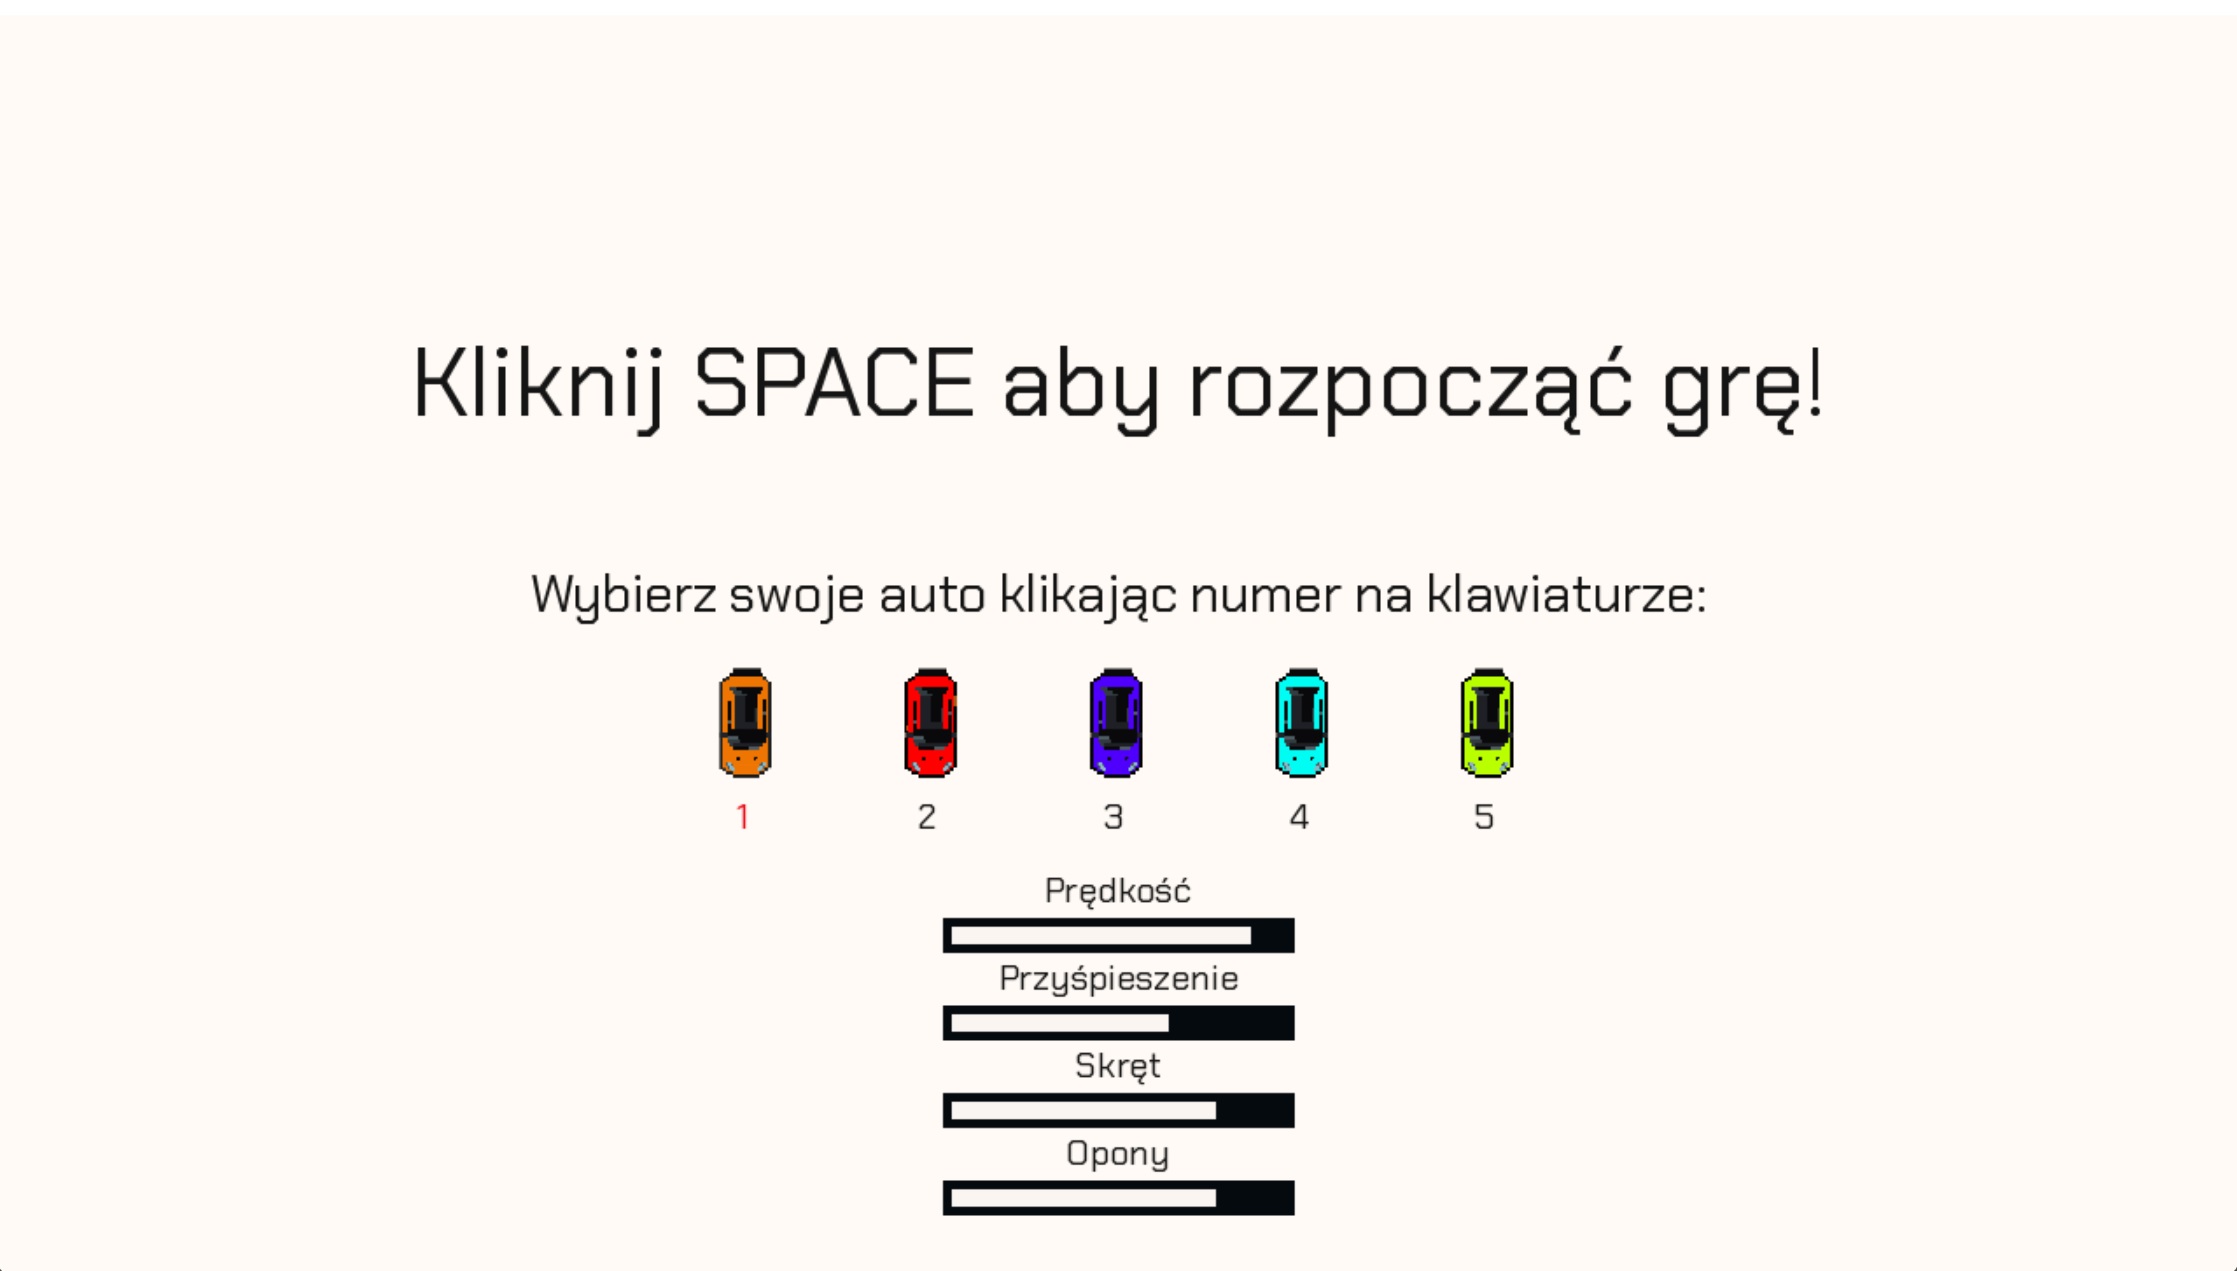 Kliknij SPACE aby rozpocząć grę!
Wybierz swoje auto klikając numer na klawiaturze:
1 2 3 4 5
Prędkość
Przyśpieszenie
Skręt
Opony